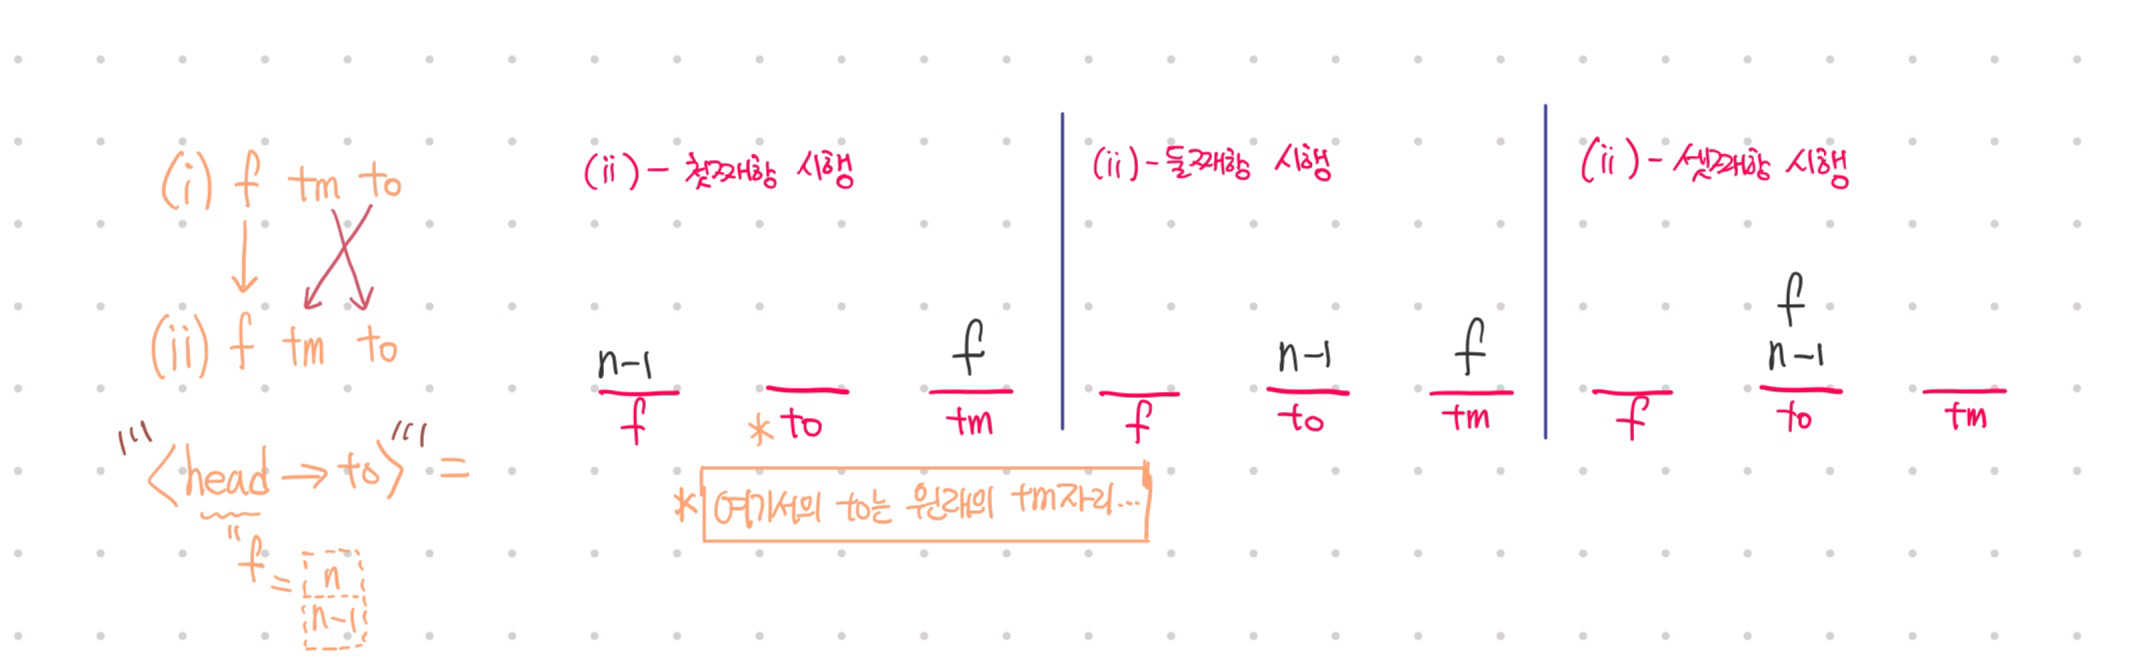 (i) f tm to
(ii) f tm to
"<head → to>" =
"f = n
n-1
(ii) - 첫째항 시행
n-1 f
f * to tm
(ii) - 둘째항 시행
n-1 f
f to tm
(ii) - 셋째항 시행
f
n-1
f to tm
* 여기서의 to는 원래의 tm자리...